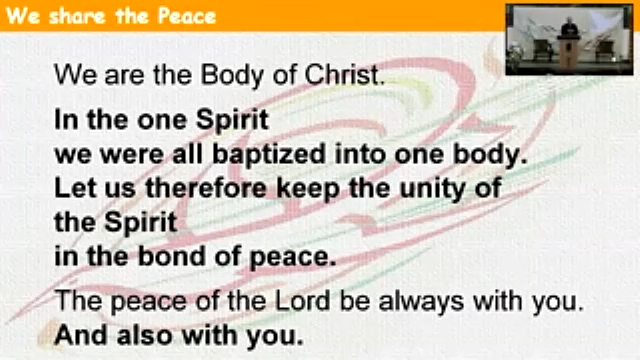 We share the Peace
We are the Body of Christ.
In the one Spirit
we were all baptized into one body.
Let us therefore keep the unity of
the Spirit
in the bond of peace.
The peace of the Lord be always with you.
And also with you.